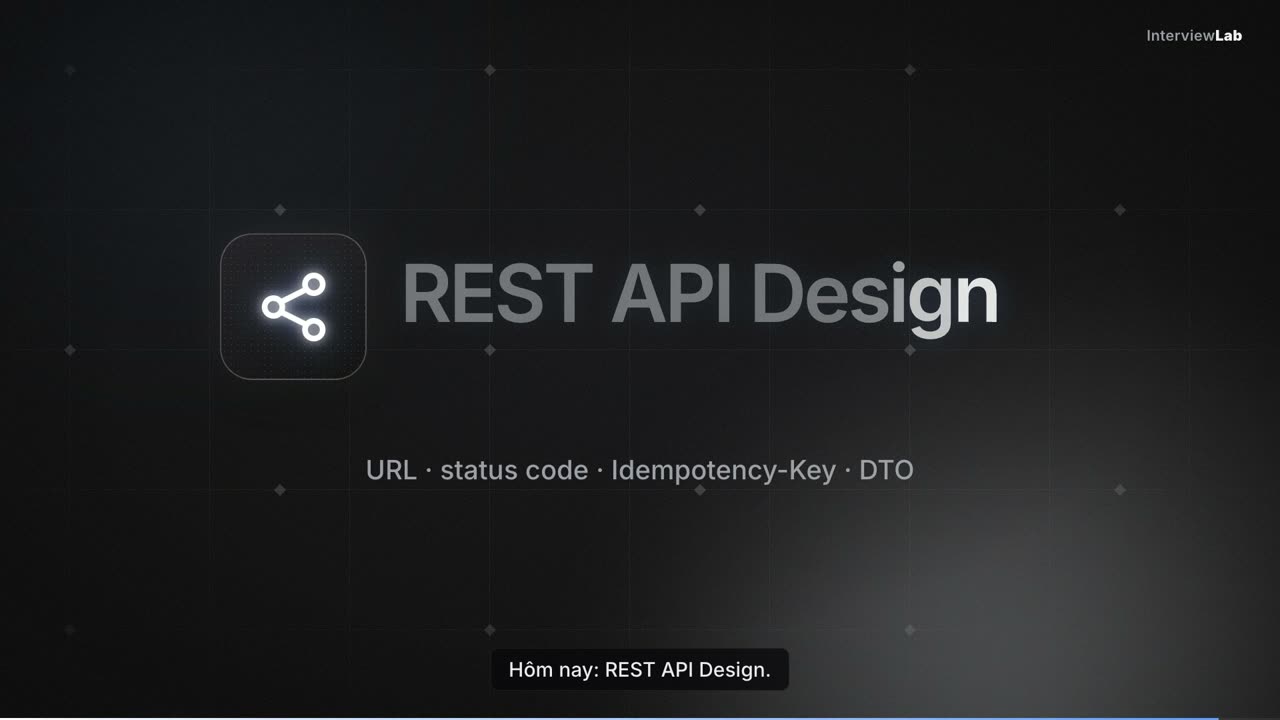 InterviewLab
REST API Design
URL · status code · Idempotency-Key · DTO
Hôm nay: REST API Design.